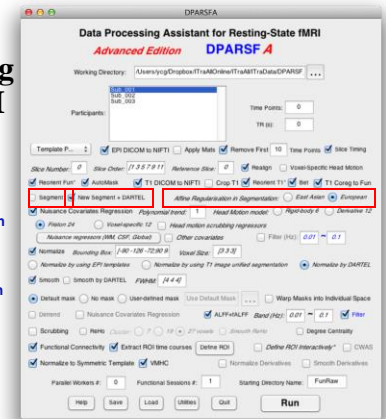 DPARSFA
Data Processing Assistant for Resting-State fMRI
Advanced Edition DPARSF A
Working Directory: /Users/ycg/Dropbox/ITraAllOnline/ITraAll/ITraData/DPARSF ...
Participants:
Sub_001
Sub_002
Sub_003
Time Points: 0
TR (s): 0
Template P... EPI DICOM to NIFTI Apply Mats Remove First 10 Time Points Slice Timing
Slice Number: 0 Slice Order: [1 3 5 7 9 11 Reference Slice: 0 Realign Voxel-Specific Head Motion
Reorient Fun* AutoMask T1 DICOM to NIFTI Crop T1 Reorient T1* Bet T1 Coreg to Fun
Segment New Segment + DARTEL Affine Regularisation in Segmentation: East Asian European
Nuisance Covariates Regression Polynomial trend: 1 Head Motion model: Rigid-body 6 Derivative 12
Friston 24 Voxel-specific 12 Head motion scrubbing regressors
Nuisance regressors (WM, CSF, Global) Other covariates Filter (Hz): 0.01 ~ 0.1
Normalize Bounding Box: [-90 -126 -72;90 9 Voxel Size: [3 3 3]
Normalize by using EPI templates Normalize by using T1 image unified segmentation Normalize by DARTEL
Smooth Smooth by DARTEL FWHM: [4 4 4]
Default mask No mask User-defined mask Use Default Mask ... Warp Masks into Individual Space
Detrend Nuisance Covariates Regression ALFF+fALFF Band (Hz): 0.01 ~ 0.1 Filter
Scrubbing ReHo Cluster: 7 19 27 voxels Smooth ReHo Degree Centrality
Functional Connectivity Extract ROI time courses Define ROI Define ROI Interactively* CWAS
Normalize to Symmetric Template VMHC Normalize Derivatives Smooth Derivatives
Parallel Workers #: 0 Functional Sessions #: 1 Starting Directory Name: FunRaw
Help Save Load Utilities Quit Run